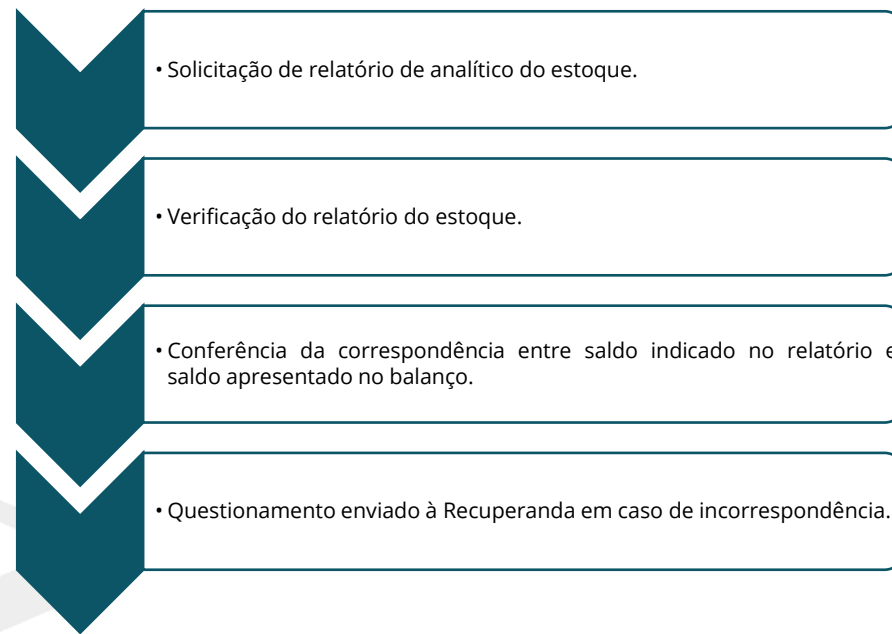 • Solicitação de relatório de analítico do estoque.
• Verificação do relatório do estoque.
• Conferência da correspondência entre saldo indicado no relatório e
saldo apresentado no balanço.
• Questionamento enviado à Recuperanda em caso de incorrespondência.